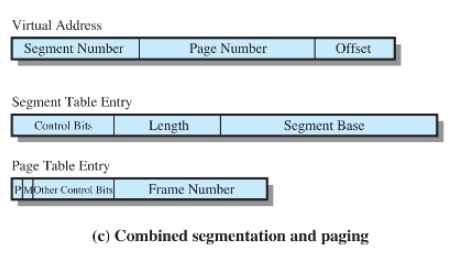 Virtual Address
Segment Number Page Number Offset
Segment Table Entry
Control Bits Length Segment Base
Page Table Entry
P M Other Control Bits Frame Number
(c) Combined segmentation and paging